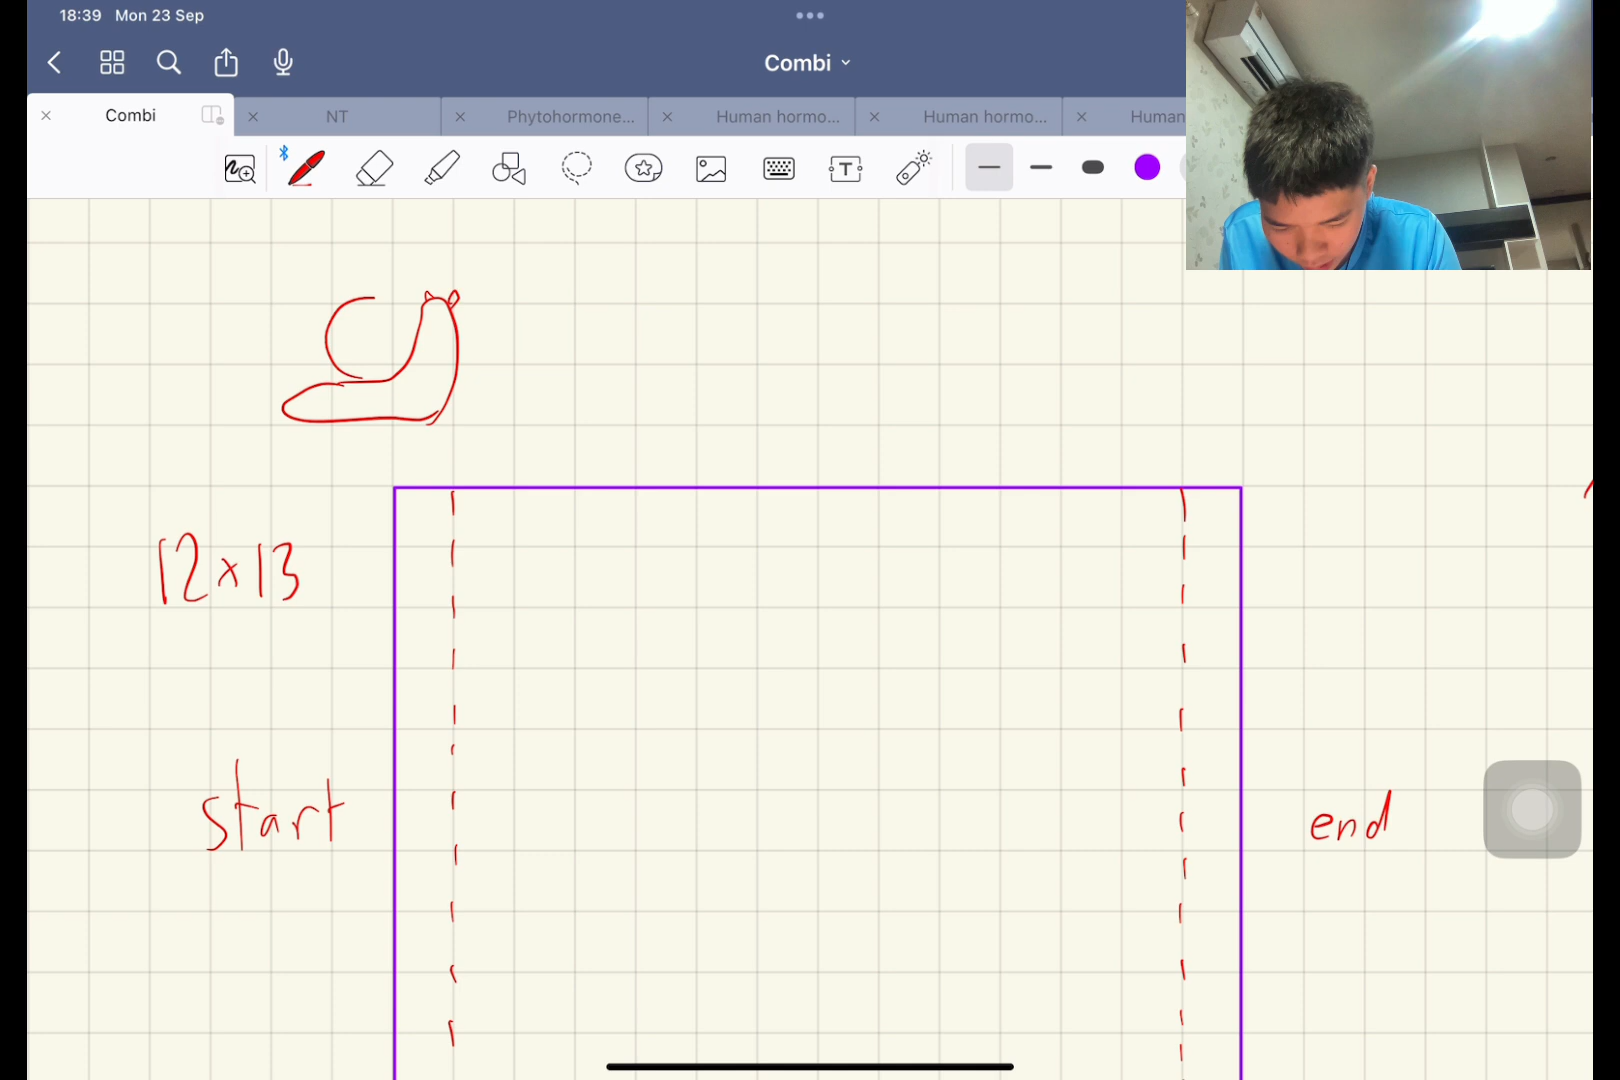 18:39 Mon 23 Sep
Combi
Combi
NT
Phytohormone...
Human hormo...
Human hormo...
Human
T
12x13
start
end